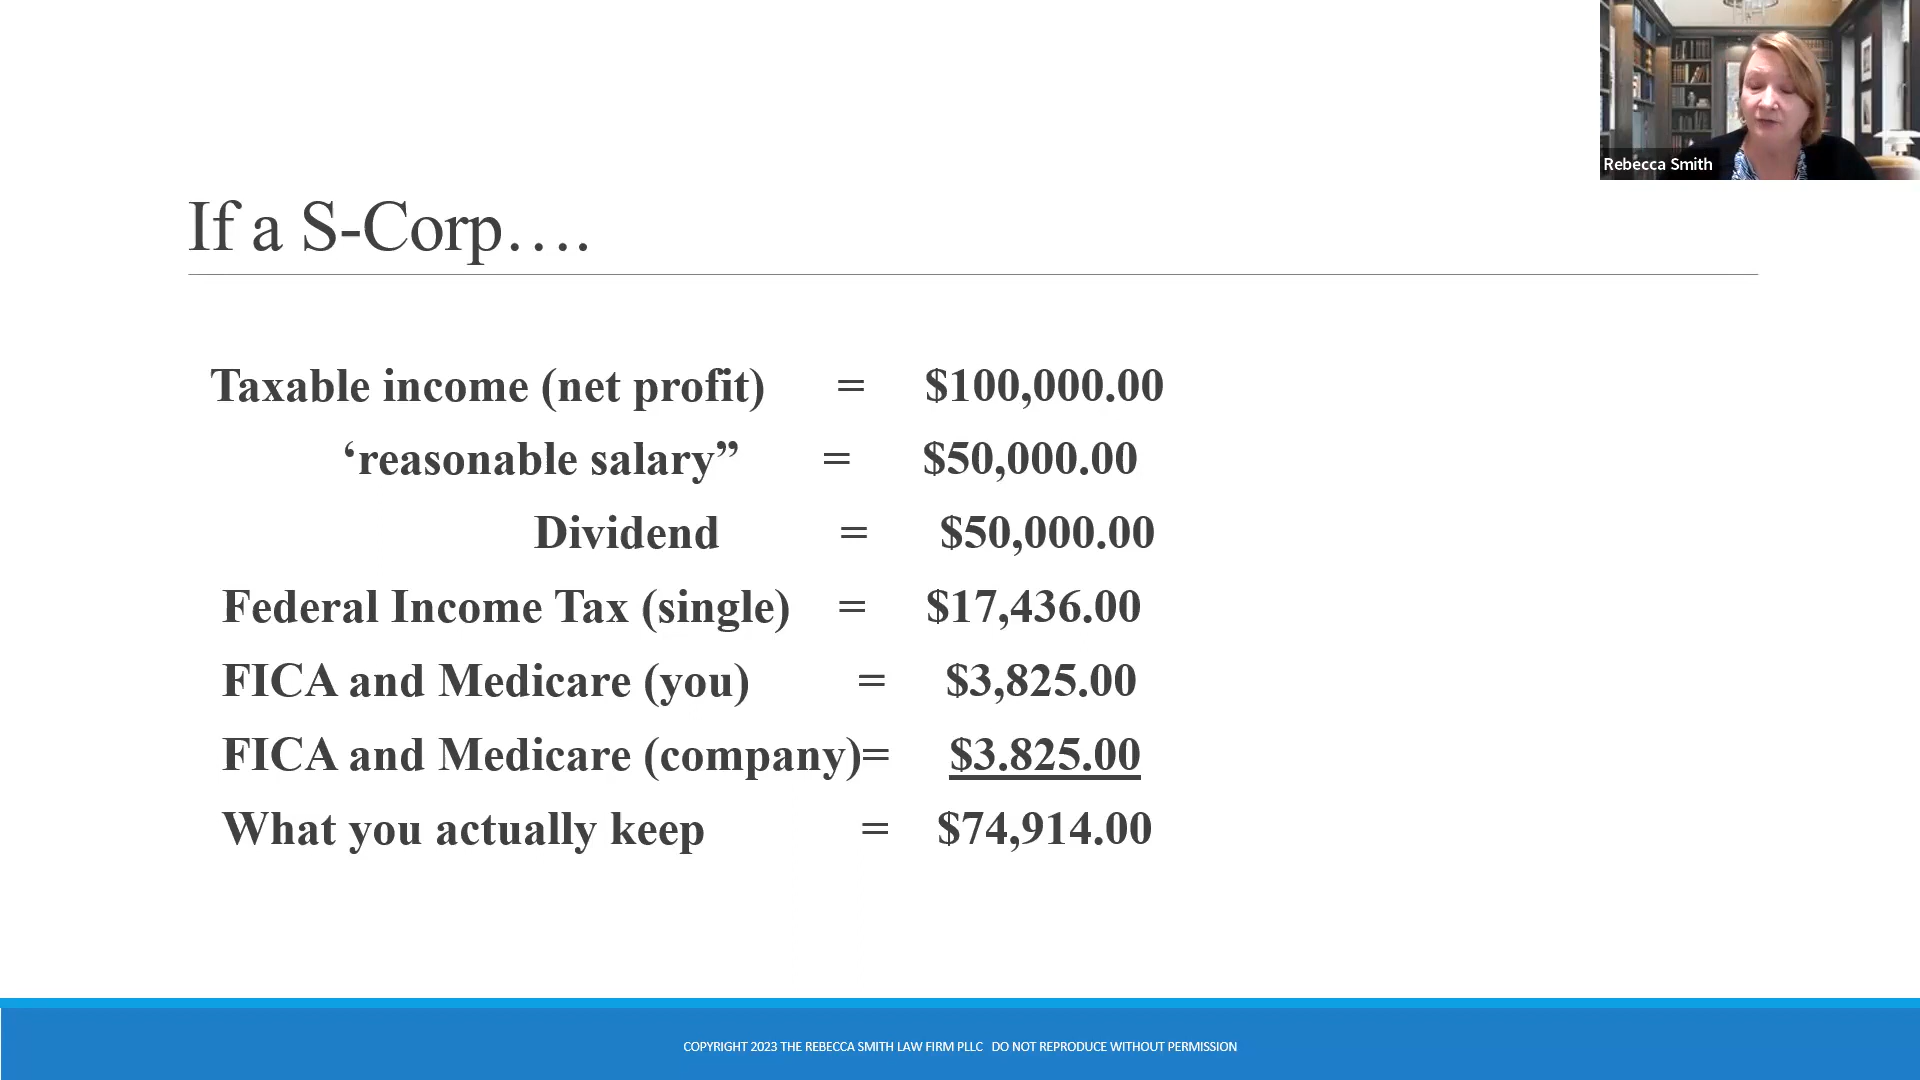 Rebecca Smith
If a S-Corp….
Taxable income (net profit) = $100,000.00
‘reasonable salary” = $50,000.00
Dividend = $50,000.00
Federal Income Tax (single) = $17,436.00
FICA and Medicare (you) = $3,825.00
FICA and Medicare (company)= $3.825.00
What you actually keep = $74,914.00
COPYRIGHT 2023 THE REBECCA SMITH LAW FIRM PLLC DO NOT REPRODUCE WITHOUT PERMISSION